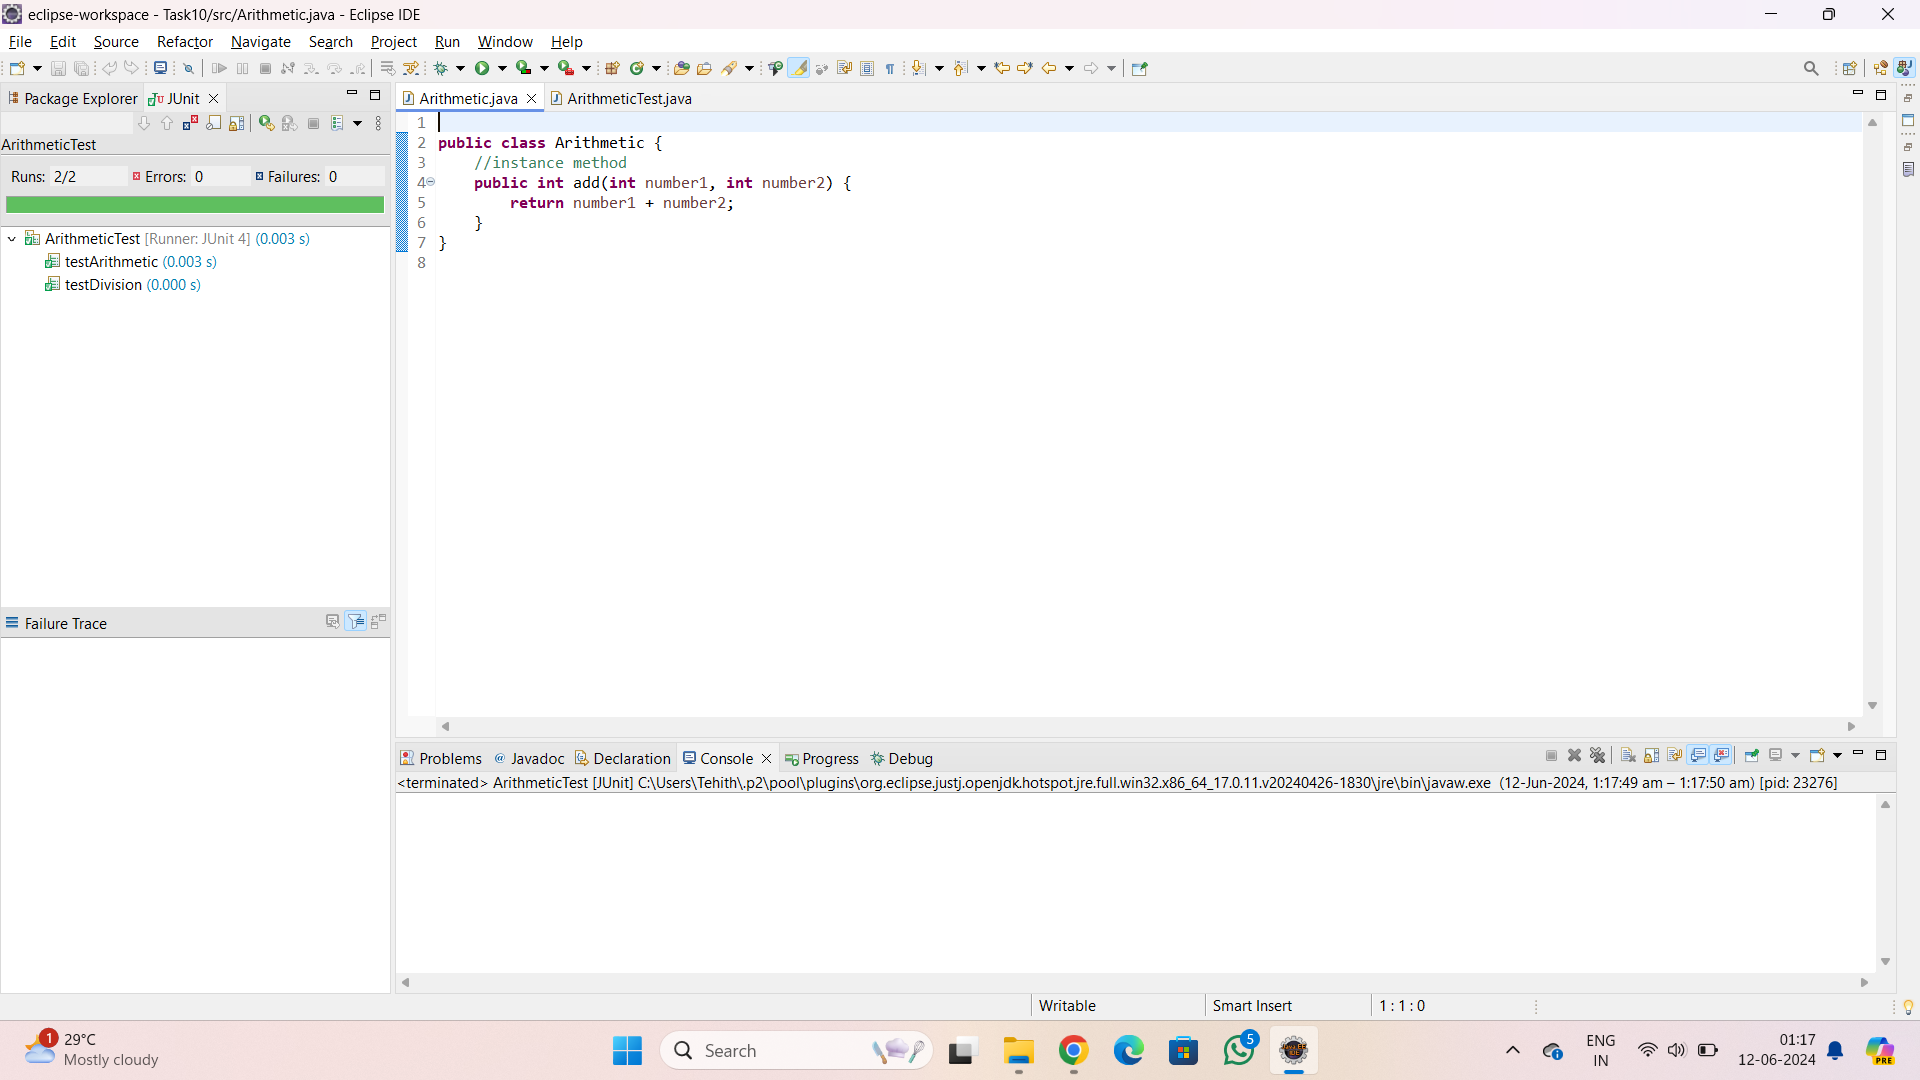 eclipse-workspace - Task10/src/Arithmetic.java - Eclipse IDE
File Edit Source Refactor Navigate Search Project Run Window Help
Package Explorer JUnit
ArithmeticTest
Runs: 2/2 Errors: 0 Failures: 0
ArithmeticTest [Runner: JUnit 4] (0.003 s)
testArithmetic (0.003 s)
testDivision (0.000 s)
Failure Trace
Arithmetic.java ArithmeticTest.java
1
2 public class Arithmetic {
3 //instance method
4 public int add(int number1, int number2) {
5 return number1 + number2;
6 }
7 }
8
Problems Javadoc Declaration Console Progress Debug
<terminated> ArithmeticTest [JUnit] C:\Users\Tehith\.p2\pool\plugins\org.eclipse.justj.openjdk.hotspot.jre.full.win32.x86_64_17.0.11.v20240426-1830\jre\bin\javaw.exe (12-Jun-2024, 1:17:49 am – 1:17:50 am) [pid: 23276]
Writable Smart Insert 1 : 1 : 0
1
29°C
Mostly cloudy
Search
5
ENG
IN
01:17
12-06-2024
PRE